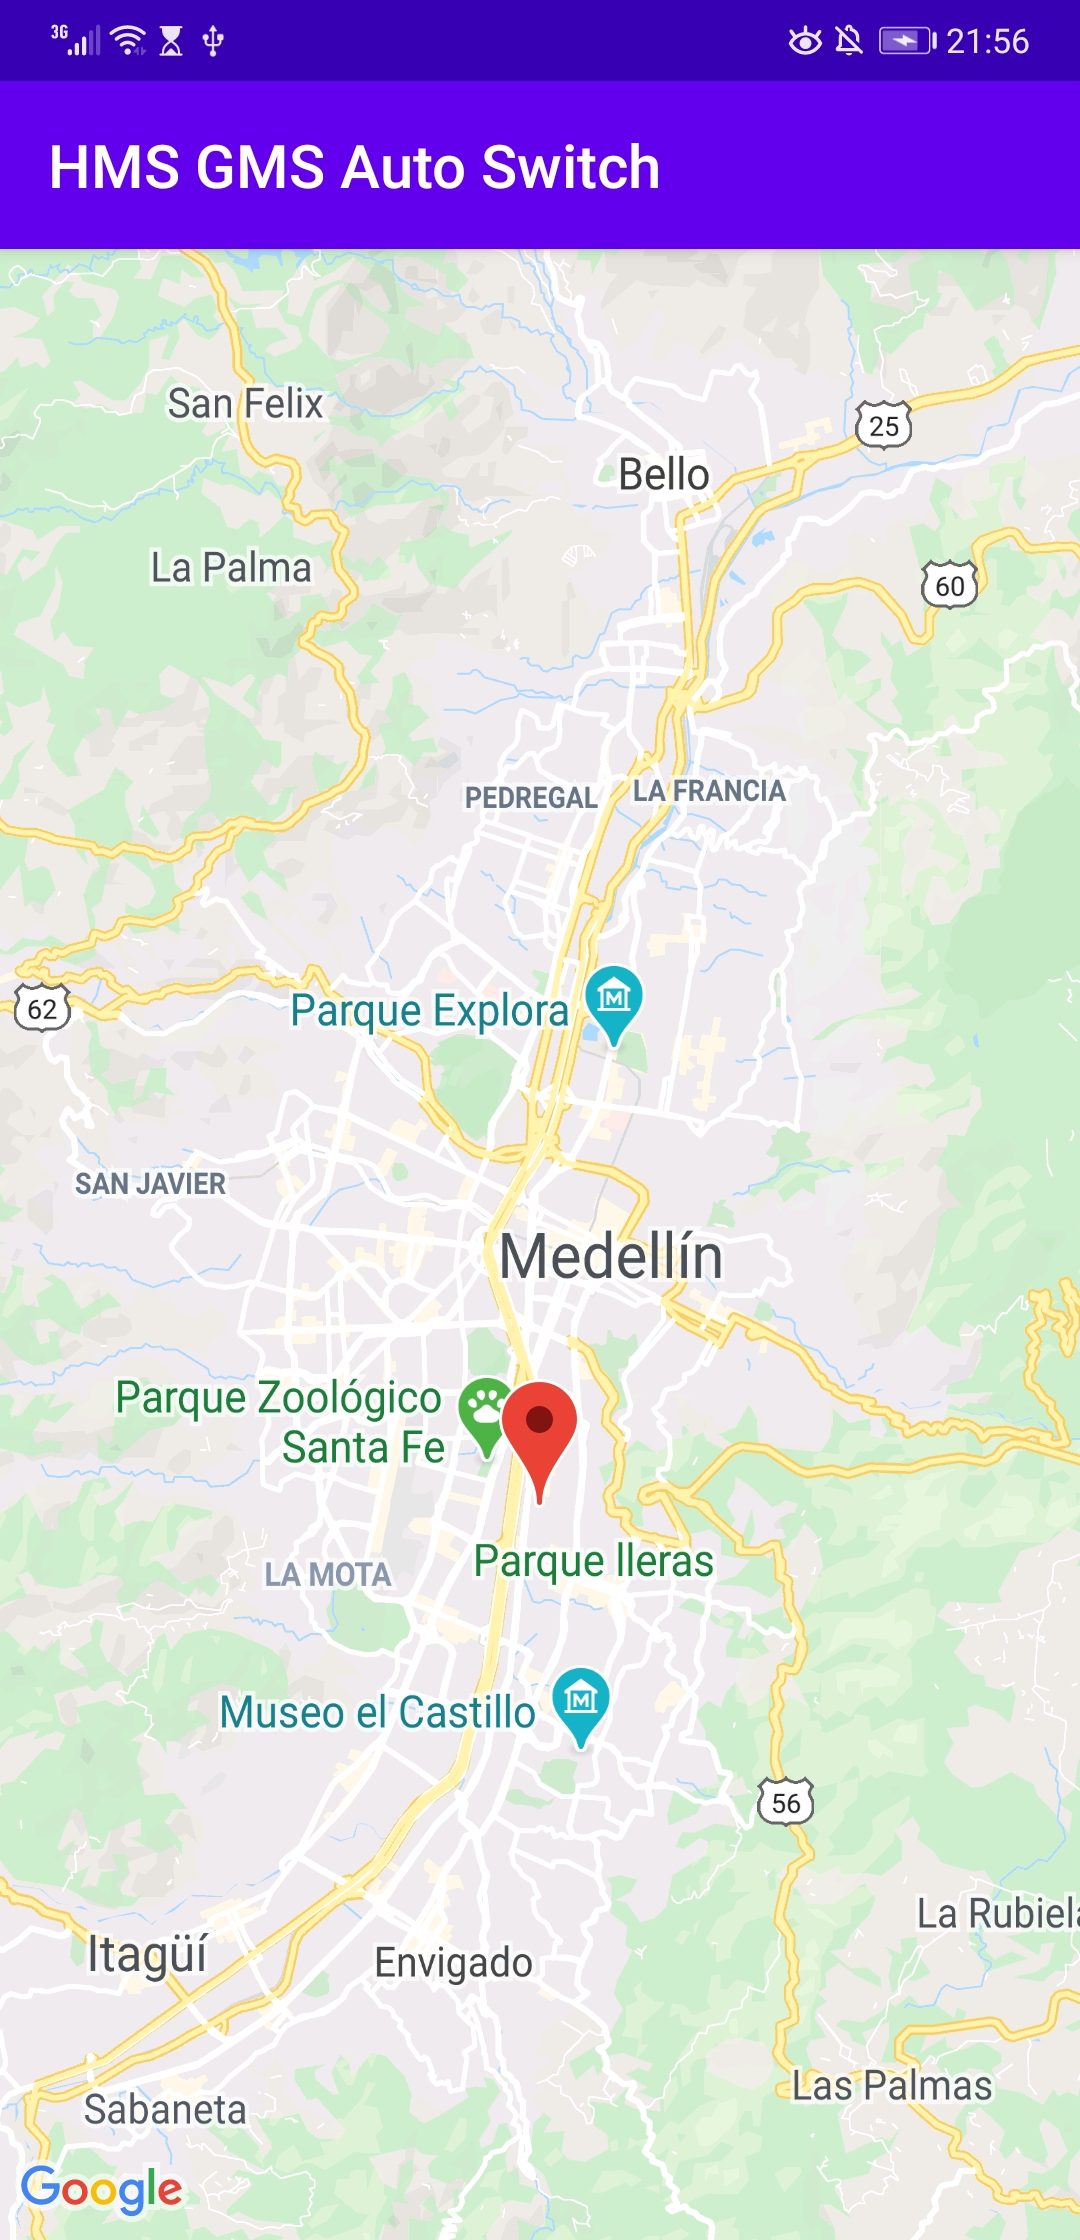 3G 21:56
HMS GMS Auto Switch
San Felix
25
Bello
La Palma
60
PEDREGAL
LA FRANCIA
62
Parque Explora
SAN JAVIER
Medellín
Parque Zoológico
Santa Fe
Parque lleras
LA MOTA
Museo el Castillo
56
La Rubiela
Itagüí
Envigado
Las Palmas
Sabaneta
Google